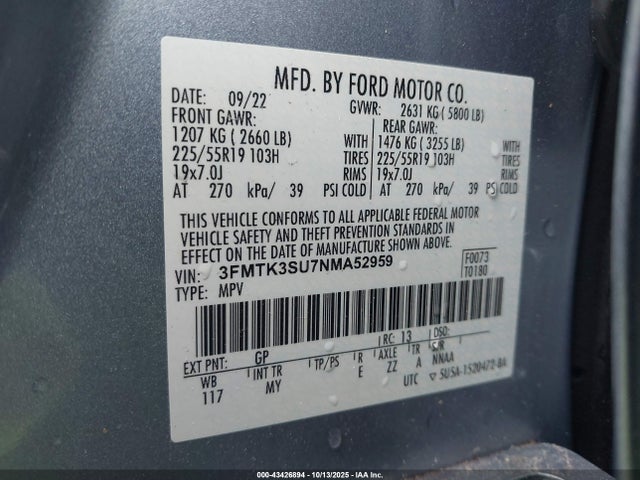 MFD. BY FORD MOTOR CO.
DATE: 09/22 GVWR: 2631 KG ( 5800 LB)
FRONT GAWR: REAR GAWR:
1207 KG ( 2660 LB) WITH 1476 KG ( 3255 LB) WITH
225/55R19 103H TIRES 225/55R19 103H TIRES
19x7.0J RIMS 19x7.0J RIMS
AT 270 kPa/ 39 PSI COLD AT 270 kPa/ 39 PSI COLD
THIS VEHICLE CONFORMS TO ALL APPLICABLE FEDERAL MOTOR
VEHICLE SAFETY AND THEFT PREVENTION STANDARDS IN
EFFECT ON THE DATE OF MANUFACTURE SHOWN ABOVE.
VIN: 3FMTK3SU7NMA52959 F0073
TYPE: MPV T0180
EXT PNT: GP RC: 13 DSO:
WB INT TR TP/PS R AXLE TR SPR
117 MY E ZZ A NNAA
UTC ▽ SU5A-1520472-BA
000-43426894 - 10/13/2025 - IAA Inc.